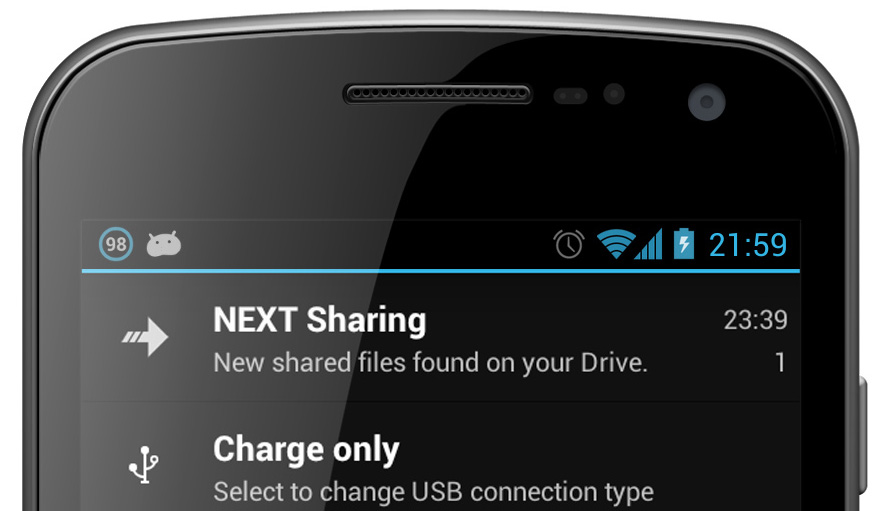 98 21:59
NEXT Sharing 23:39
New shared files found on your Drive. 1
Charge only
Select to change USB connection type